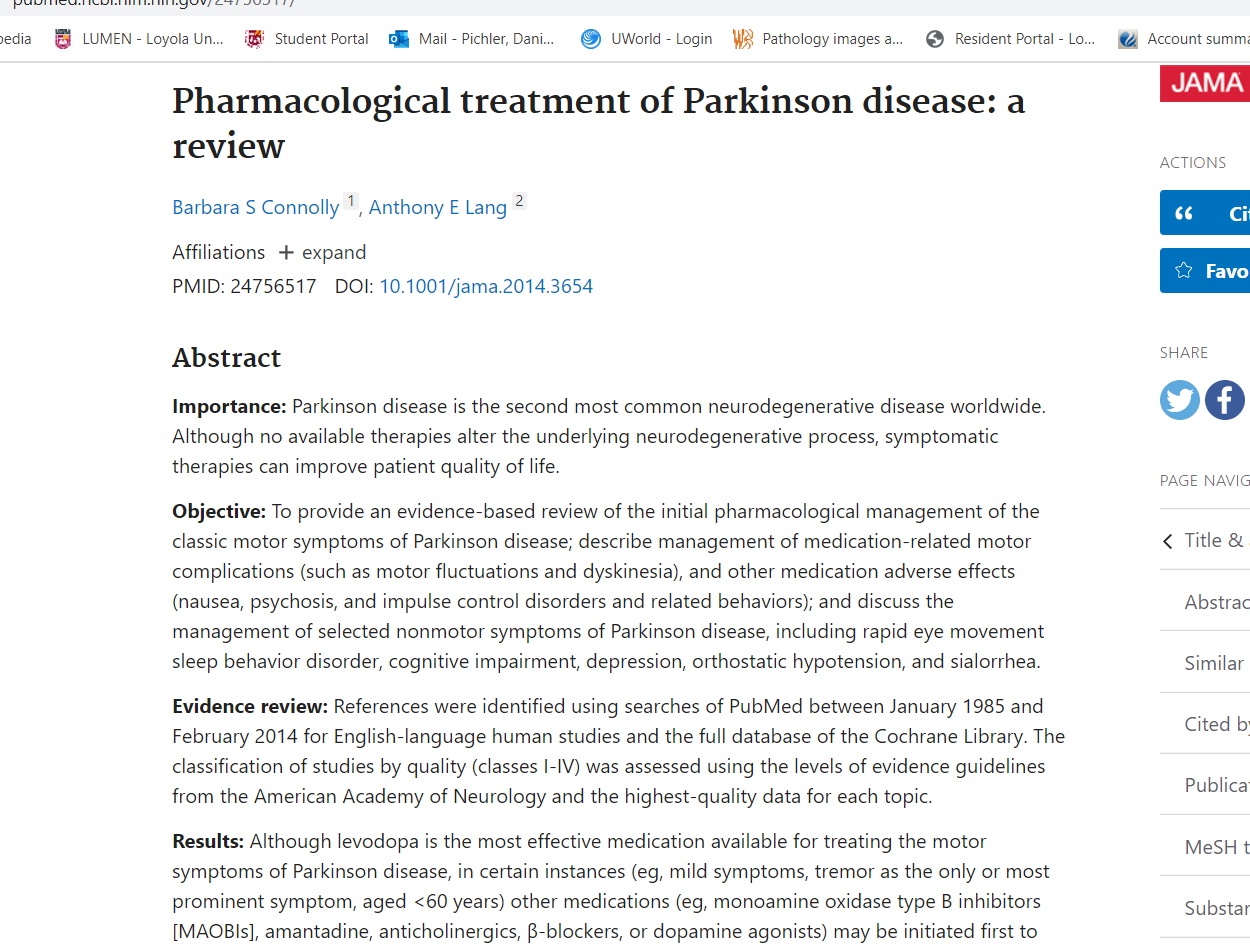 pubmed.ncbi.nlm.nih.gov/24756517/
pedia LUMEN - Loyola Un... Student Portal Mail - Pichler, Dani... UWorld - Login Pathology images a... Resident Portal - Lo... Account summa
JAMA
Pharmacological treatment of Parkinson disease: a
review
Barbara S Connolly 1, Anthony E Lang 2
Affiliations + expand
PMID: 24756517 DOI: 10.1001/jama.2014.3654
Abstract
Importance: Parkinson disease is the second most common neurodegenerative disease worldwide.
Although no available therapies alter the underlying neurodegenerative process, symptomatic
therapies can improve patient quality of life.
Objective: To provide an evidence-based review of the initial pharmacological management of the
classic motor symptoms of Parkinson disease; describe management of medication-related motor
complications (such as motor fluctuations and dyskinesia), and other medication adverse effects
(nausea, psychosis, and impulse control disorders and related behaviors); and discuss the
management of selected nonmotor symptoms of Parkinson disease, including rapid eye movement
sleep behavior disorder, cognitive impairment, depression, orthostatic hypotension, and sialorrhea.
Evidence review: References were identified using searches of PubMed between January 1985 and
February 2014 for English-language human studies and the full database of the Cochrane Library. The
classification of studies by quality (classes I-IV) was assessed using the levels of evidence guidelines
from the American Academy of Neurology and the highest-quality data for each topic.
Results: Although levodopa is the most effective medication available for treating the motor
symptoms of Parkinson disease, in certain instances (eg, mild symptoms, tremor as the only or most
prominent symptom, aged <60 years) other medications (eg, monoamine oxidase type B inhibitors
[MAOBIs], amantadine, anticholinergics, β-blockers, or dopamine agonists) may be initiated first to
ACTIONS
Cit
Favo
SHARE
PAGE NAVIG
Title &
Abstrac
Similar
Cited by
Publicat
MeSH t
Substan